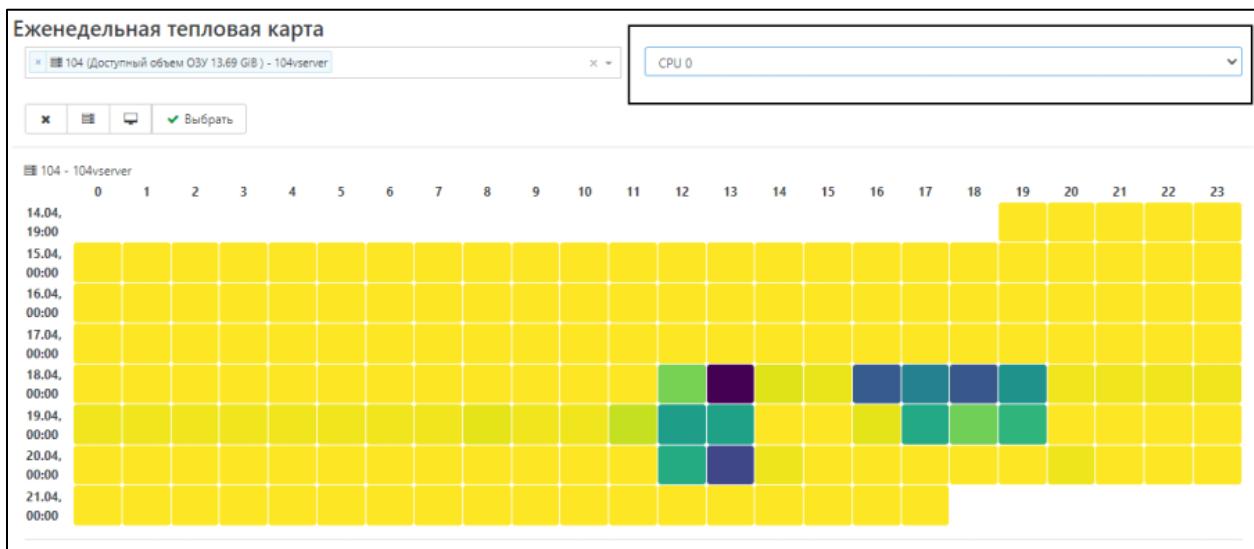 Еженедельная тепловая карта
× 104 (Доступный объем ОЗУ 13.69 GiB ) - 104vserver ×
CPU 0
Выбрать
104 - 104vserver
0 1 2 3 4 5 6 7 8 9 10 11 12 13 14 15 16 17 18 19 20 21 22 23
14.04,
19:00
15.04,
00:00
16.04,
00:00
17.04,
00:00
18.04,
00:00
19.04,
00:00
20.04,
00:00
21.04,
00:00